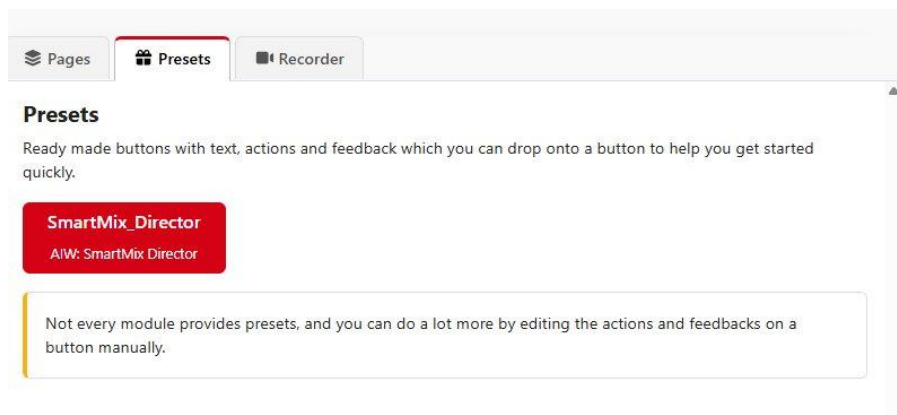 Pages
Presets
Recorder
Presets
Ready made buttons with text, actions and feedback which you can drop onto a button to help you get started
quickly.
SmartMix_Director
AIW: SmartMix Director
Not every module provides presets, and you can do a lot more by editing the actions and feedbacks on a
button manually.